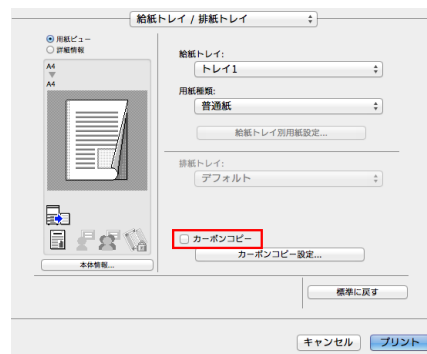 給紙トレイ / 排紙トレイ
用紙ビュー
詳細情報
A4
A4
本体情報...
給紙トレイ:
トレイ1
用紙種類:
普通紙
給紙トレイ別用紙設定...
排紙トレイ:
デフォルト
カーボンコピー
カーボンコピー設定...
標準に戻す
キャンセル
プリント